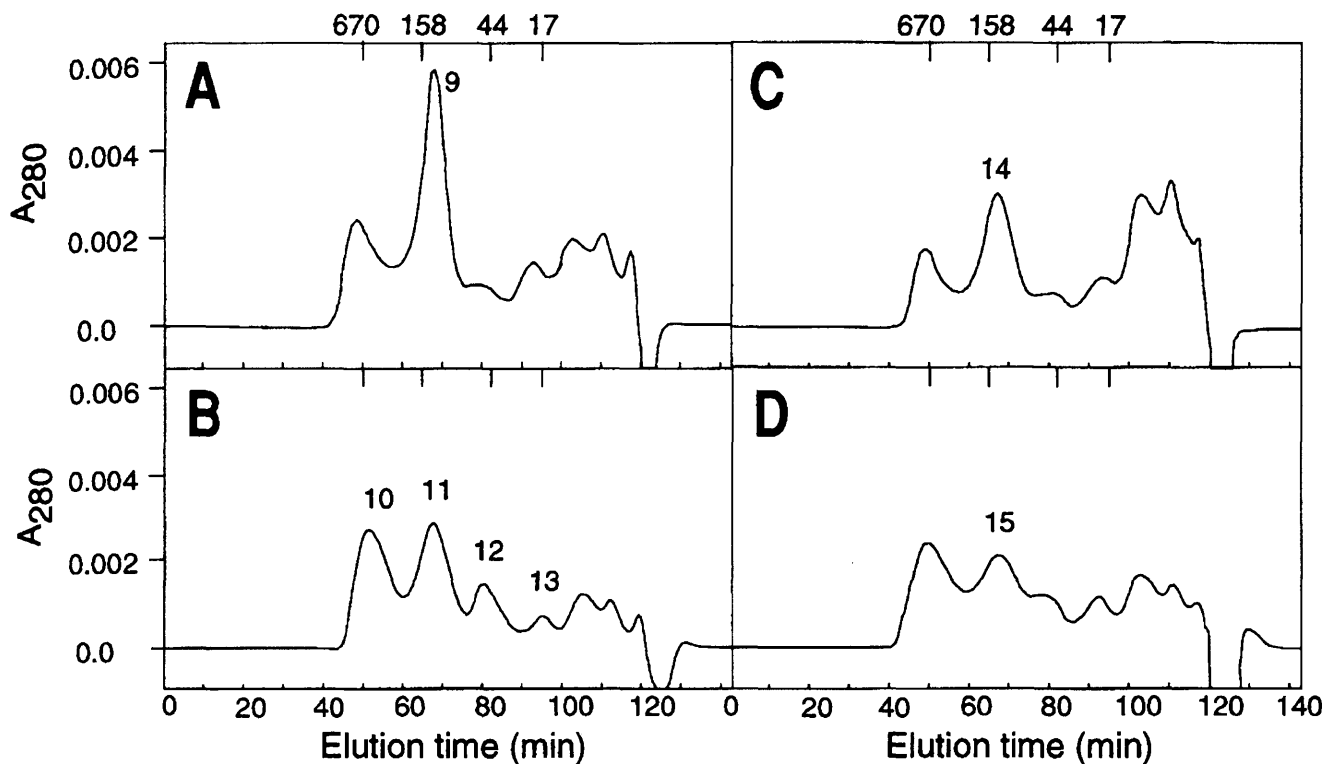 670 158 44 17 670 158 44 17
A 9 C 14
0.006
0.004
0.002
0.0
A280
B 10 11 12 13 D 15
0.006
0.004
0.002
0.0
A280
0 20 40 60 80 100 120 0 20 40 60 80 100 120 140
Elution time (min) Elution time (min)